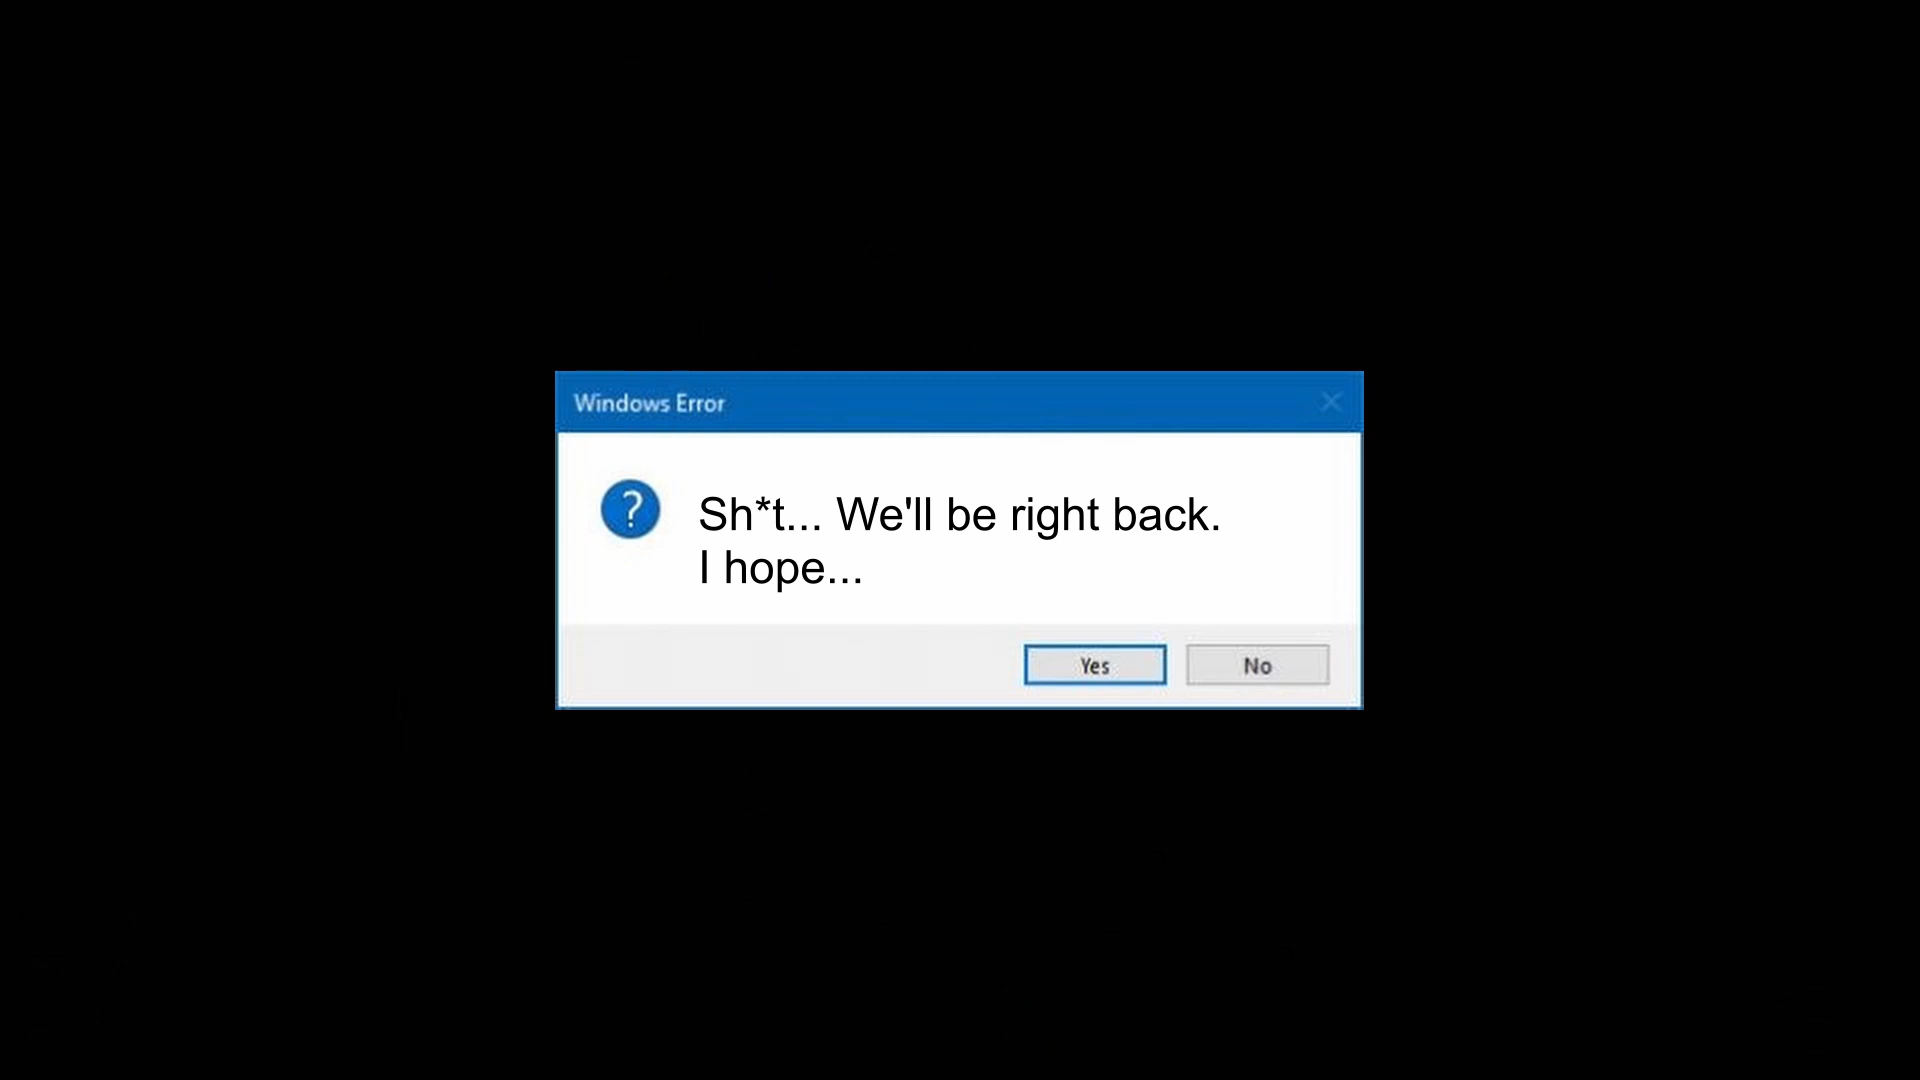 Windows Error
?
Sh*t... We'll be right back.
I hope...
Yes
No